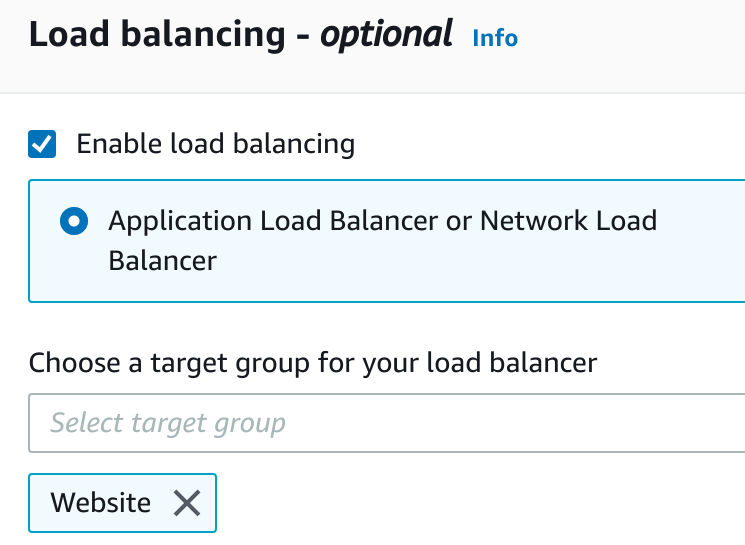 Load balancing - optional Info
Enable load balancing
Application Load Balancer or Network Load
Balancer
Choose a target group for your load balancer
Select target group
Website